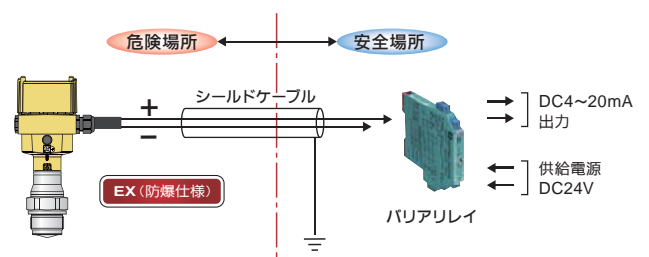 危険場所
安全場所
シールドケーブル
+
−
DC4~20mA
出力
EX(防爆仕様)
供給電源
DC24V
バリアリレイ